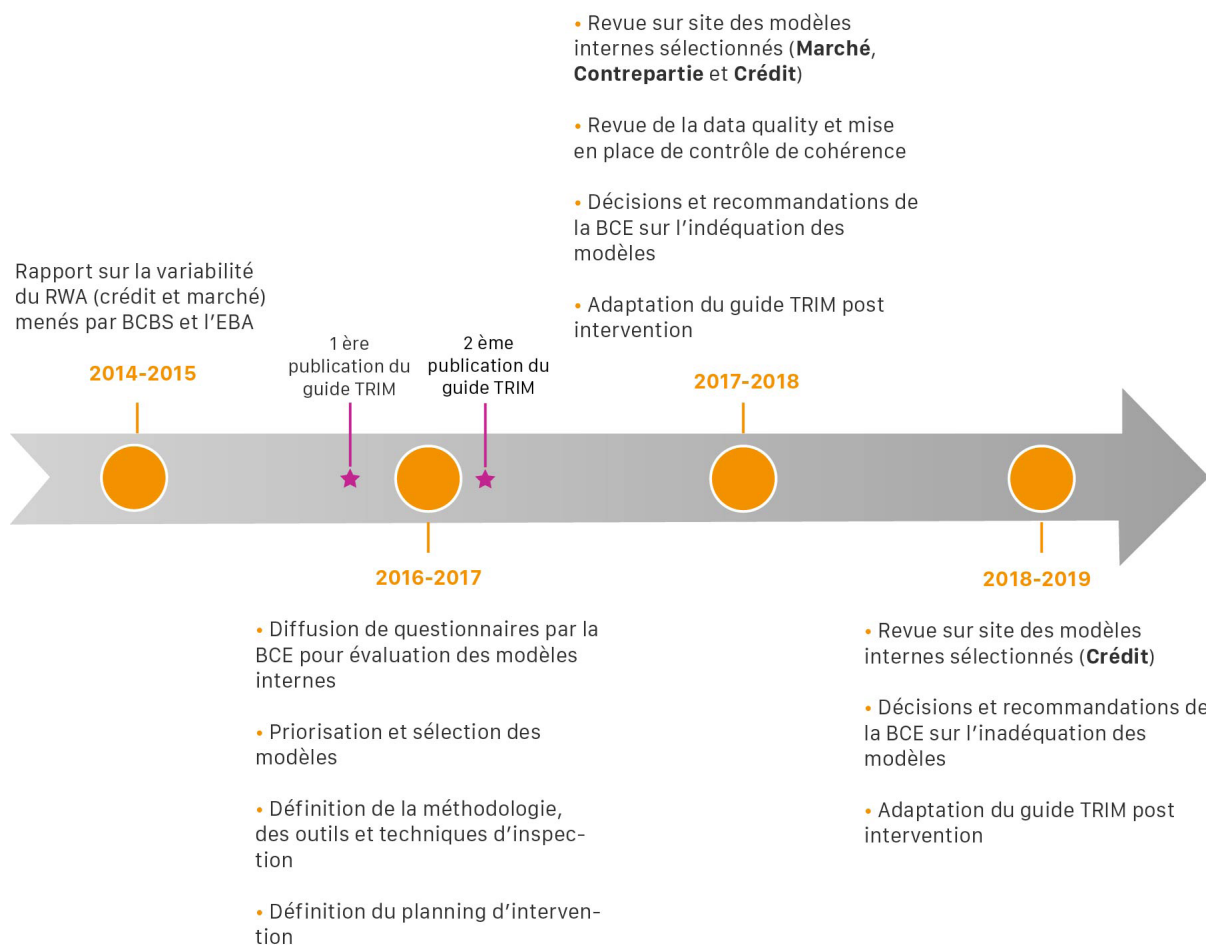 Rapport sur la variabilité
du RWA (crédit et marché)
menés par BCBS et l'EBA
2014-2015
1 ère
publication du
guide TRIM
2 ème
publication du
guide TRIM
• Revue sur site des modèles
internes sélectionnés (Marché,
Contrepartie et Crédit)
• Revue de la data quality et mise
en place de contrôle de cohérence
• Décisions et recommandations de
la BCE sur l'indéquation des
modèles
• Adaptation du guide TRIM post
intervention
2017-2018
2016-2017
• Diffusion de questionnaires par la
BCE pour évaluation des modèles
internes
• Priorisation et sélection des
modèles
• Définition de la méthodologie,
des outils et techniques d'inspec-
tion
• Définition du planning d'interven-
tion
2018-2019
• Revue sur site des modèles
internes sélectionnés (Crédit)
• Décisions et recommandations de
la BCE sur l'inadéquation des
modèles
• Adaptation du guide TRIM post
intervention